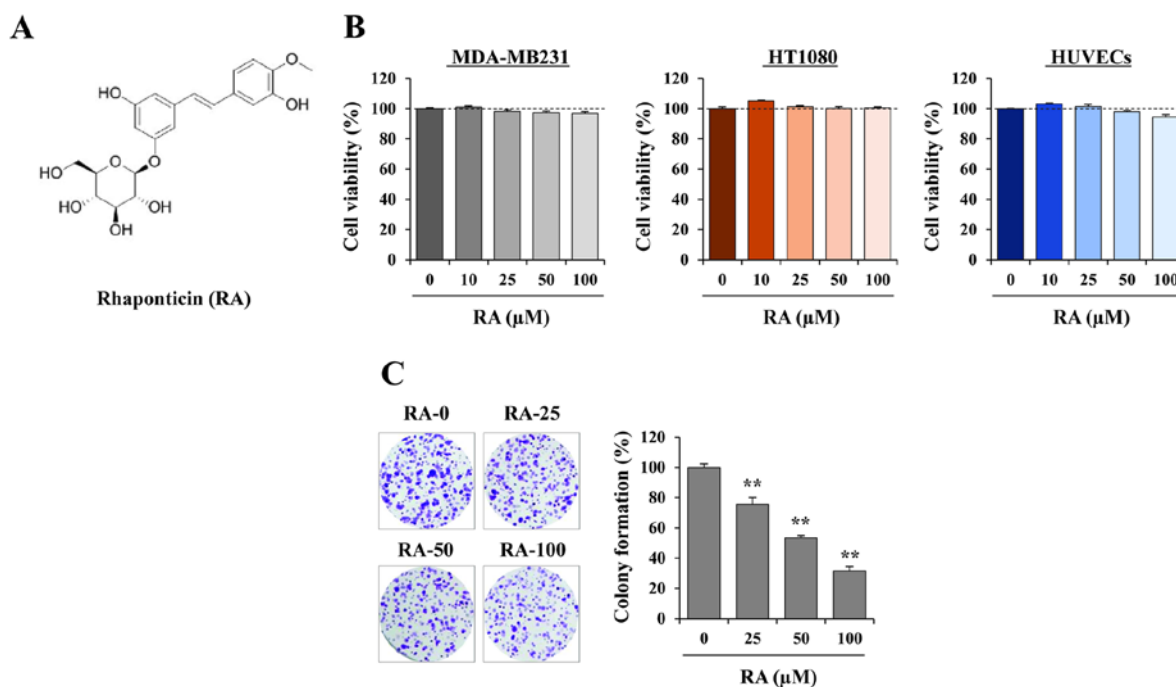 A
HO
O
OH
O
HO
O
HO
OH
OH
Rhaponticin (RA)
B
MDA-MB231
Cell viability (%)
120
100
80
60
40
20
0
0 10 25 50 100
RA (µM)
HT1080
Cell viability (%)
120
100
80
60
40
20
0
0 10 25 50 100
RA (µM)
HUVECs
Cell viability (%)
120
100
80
60
40
20
0
0 10 25 50 100
RA (µM)
C
RA-0 RA-25
RA-50 RA-100
Colony formation (%)
120
100
80
60
40
20
0
**
**
**
0 25 50 100
RA (µM)